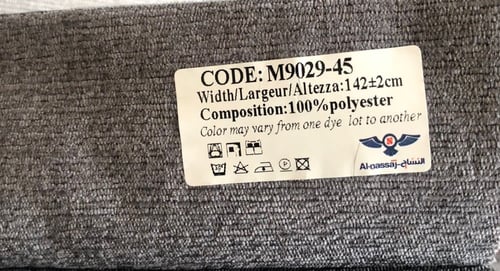 CODE: M9029-45
Width/Largeur/Altezza:142±2cm
Composition:100%polyester
Color may vary from one dye lot to another
Al-nassaj-النساج